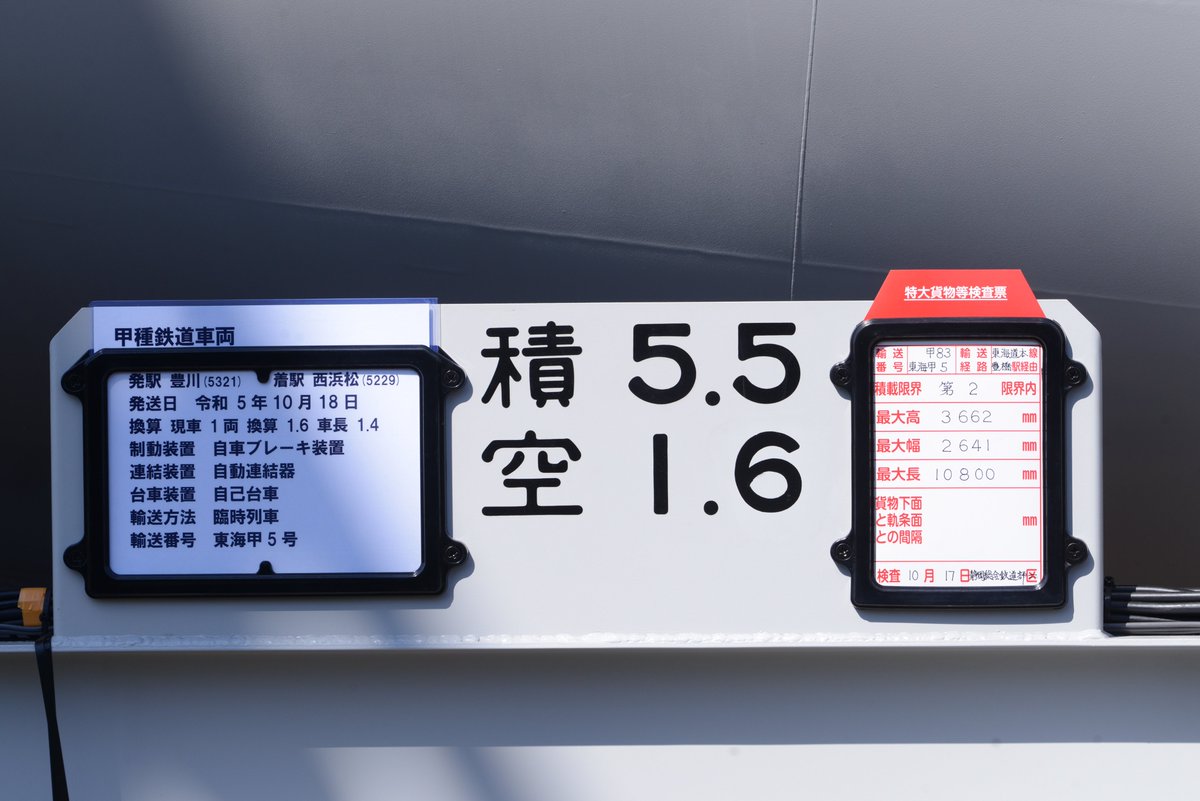 甲種鉄道車両
発駅 豊川(5321) 着駅 西浜松(5229)
発送日 令和5年10月18日
換算 現車 1両 換算 1.6 車長 1.4
制動装置 自車ブレーキ装置
連結装置 自動連結器
台車装置 自己台車
輸送方法 臨時列車
輸送番号 東海甲5号
積 5.5
空 1.6
特大貨物等検査票
輸送番号 甲83 東海甲5 輸送経路 東海道本線 豊橋駅経由
積載限界 第2限界内
最大高 3662 mm
最大幅 2641 mm
最大長 10800 mm
貨物下面
と軌条面 mm
との間隔
検査 10月17日 区